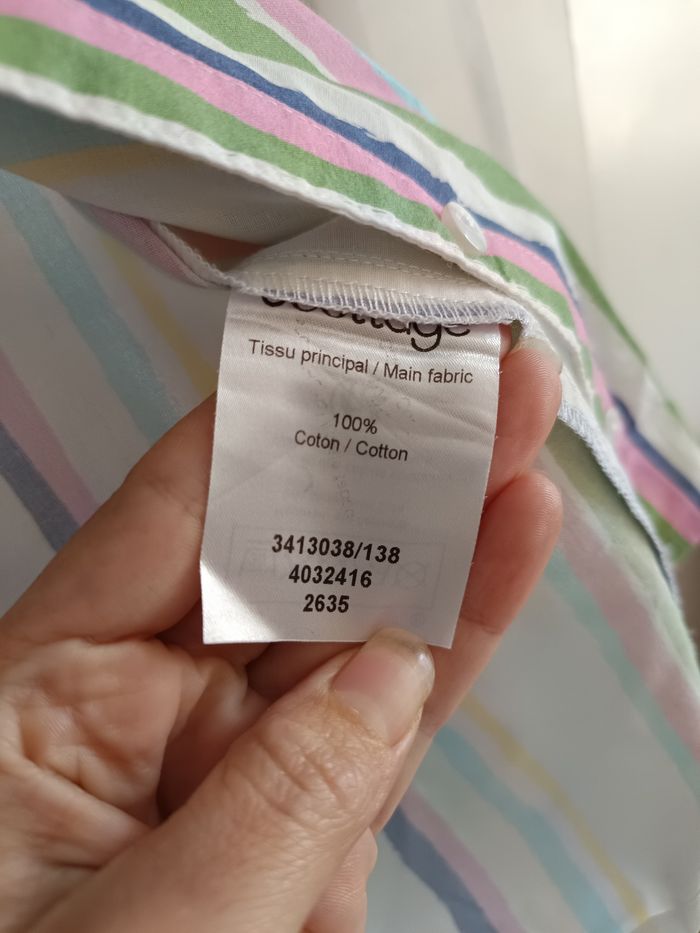 Tissu principal / Main fabric
100%
Coton / Cotton
3413038/138
4032416
2635